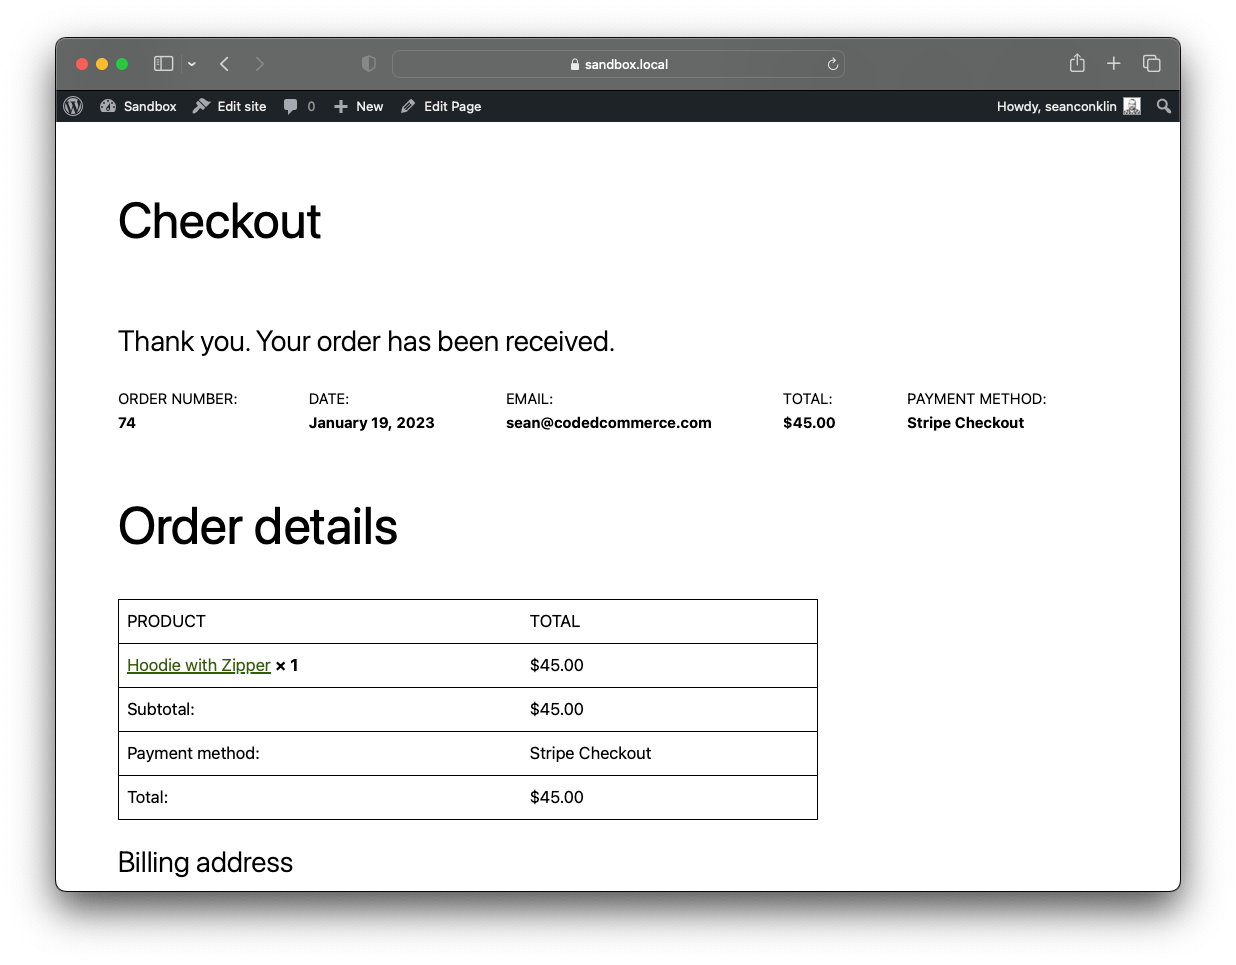 sandbox.local
Sandbox Edit site 0 New Edit Page Howdy, seanconklin
Checkout
Thank you. Your order has been received.
ORDER NUMBER: DATE: EMAIL: TOTAL: PAYMENT METHOD:
74 January 19, 2023 sean@codedcommerce.com $45.00 Stripe Checkout
Order details
PRODUCT TOTAL
Hoodie with Zipper × 1 $45.00
Subtotal: $45.00
Payment method: Stripe Checkout
Total: $45.00
Billing address